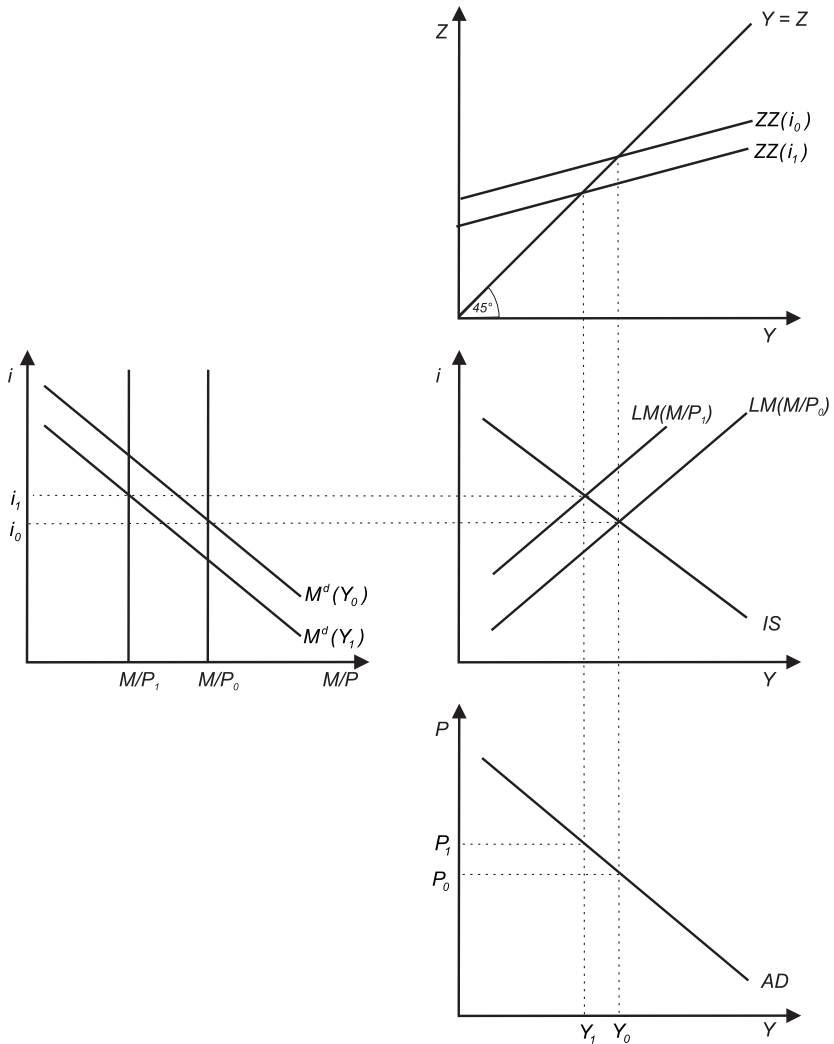 Z
Y = Z
ZZ(i₀)
ZZ(i₁)
45°
Y
i
i₁
i₀
Mᵈ(Y₀)
Mᵈ(Y₁)
M/P₁
M/P₀
M/P
i
LM(M/P₁)
LM(M/P₀)
IS
Y
P
P₁
P₀
AD
Y₁
Y₀
Y